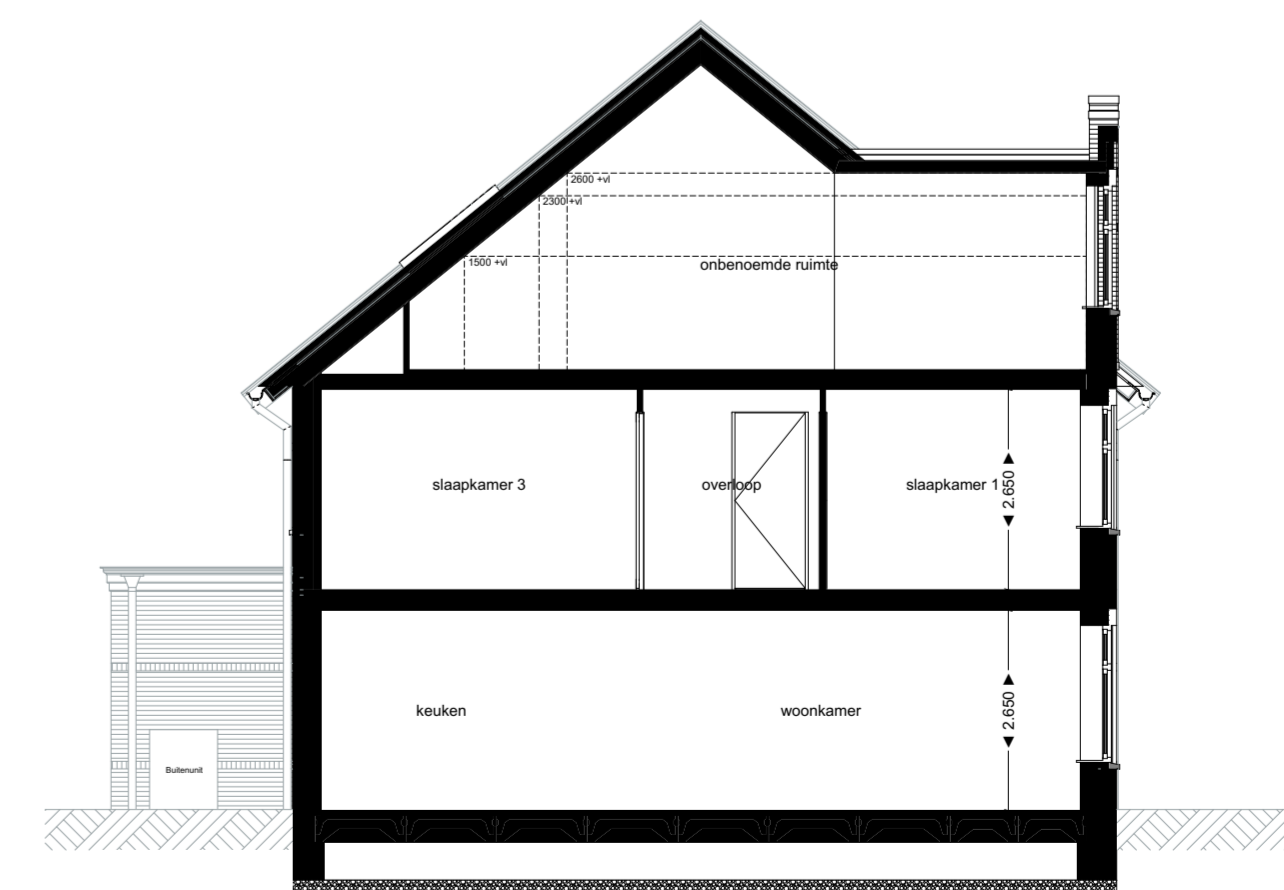 2600 +vl
2300 +vl
1500 +vl
onbenoemde ruimte
slaapkamer 3
overloop
slaapkamer 1
2.650
keuken
woonkamer
2.650
Buitenunit